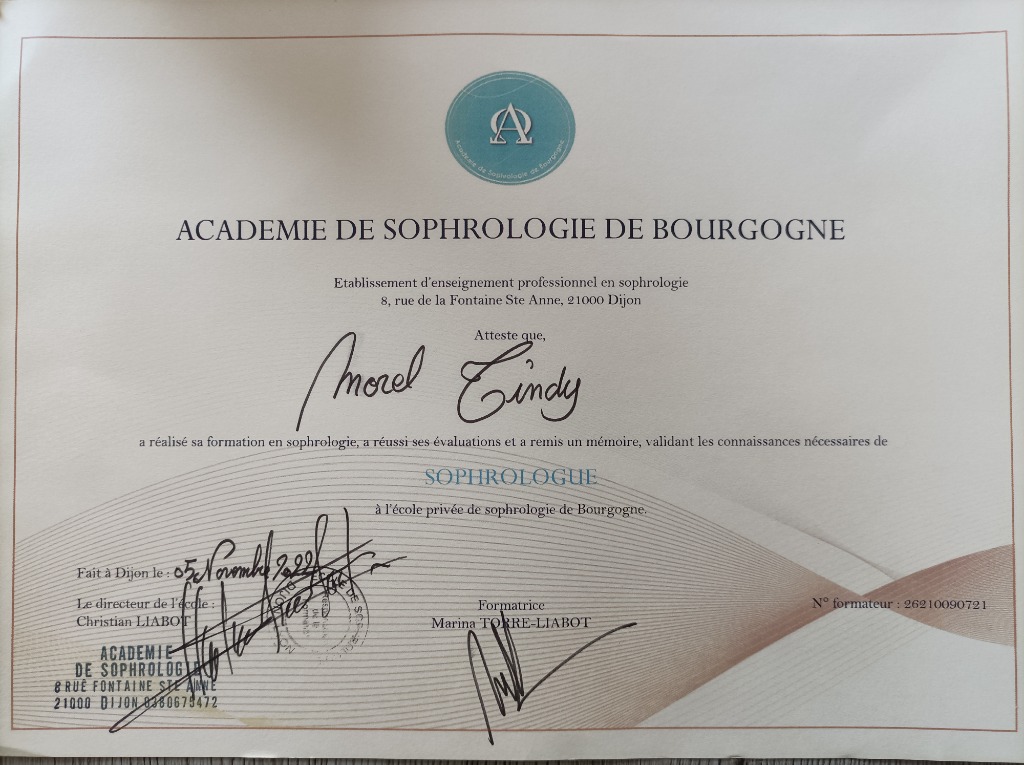 Académie de Sophrologie de Bourgogne
ACADEMIE DE SOPHROLOGIE DE BOURGOGNE
Etablissement d'enseignement professionnel en sophrologie
8, rue de la Fontaine Ste Anne, 21000 Dijon
Atteste que,
Morel Cindy
a réalisé sa formation en sophrologie, a réussi ses évaluations et a remis un mémoire, validant les connaissances nécessaires de
SOPHROLOGUE
à l'école privée de sophrologie de Bourgogne.
Fait à Dijon le : 05 Novembre 2022
Le directeur de l'école :
Christian LIABOT
Formatrice
Marina TORRE-LIABOT
N° formateur : 26210090721
ACADEMIE
DE SOPHROLOGIE
8 RUE FONTAINE STE ANNE
21000 DIJON 0380673472